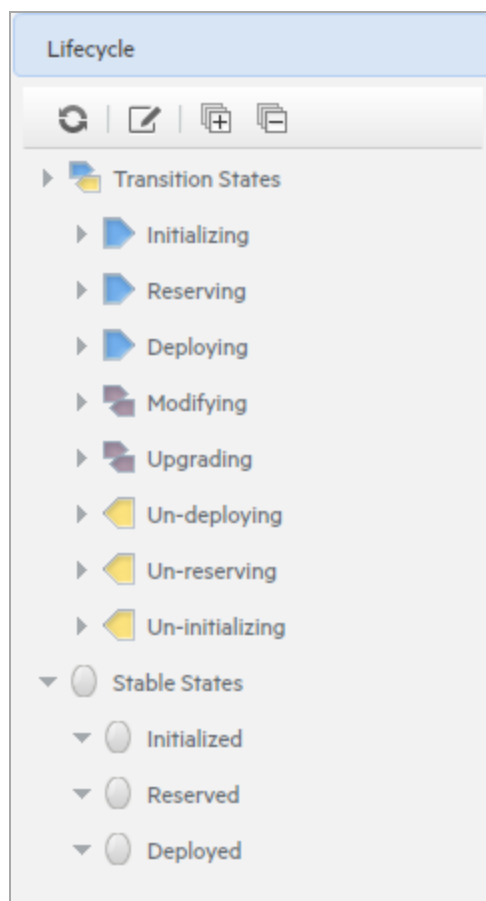 Lifecycle
Transition States
Initializing
Reserving
Deploying
Modifying
Upgrading
Un-deploying
Un-reserving
Un-initializing
Stable States
Initialized
Reserved
Deployed